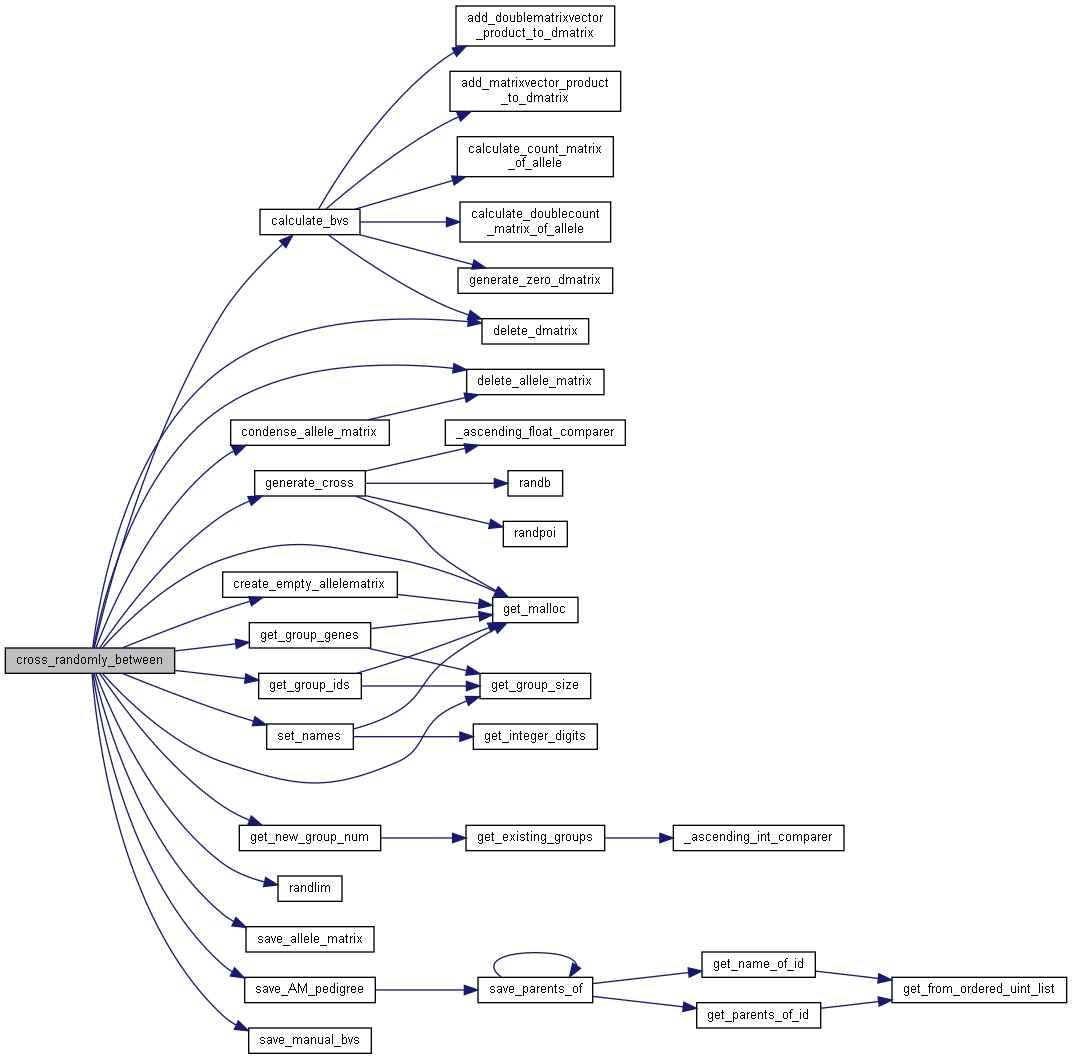 add_doublematrixvector
_product_to_dmatrix
add_matrixvector_product
_to_dmatrix
calculate_count_matrix
_of_allele
calculate_doublecount
_matrix_of_allele
calculate_bvs
generate_zero_dmatrix
delete_dmatrix
delete_allele_matrix
condense_allele_matrix
_ascending_float_comparer
generate_cross
randb
randpoi
create_empty_allelematrix
get_malloc
get_group_genes
cross_randomly_between
get_group_ids
get_group_size
set_names
get_integer_digits
get_new_group_num
get_existing_groups
_ascending_int_comparer
randlim
save_allele_matrix
get_name_of_id
save_AM_pedigree
save_parents_of
get_from_ordered_uint_list
get_parents_of_id
save_manual_bvs